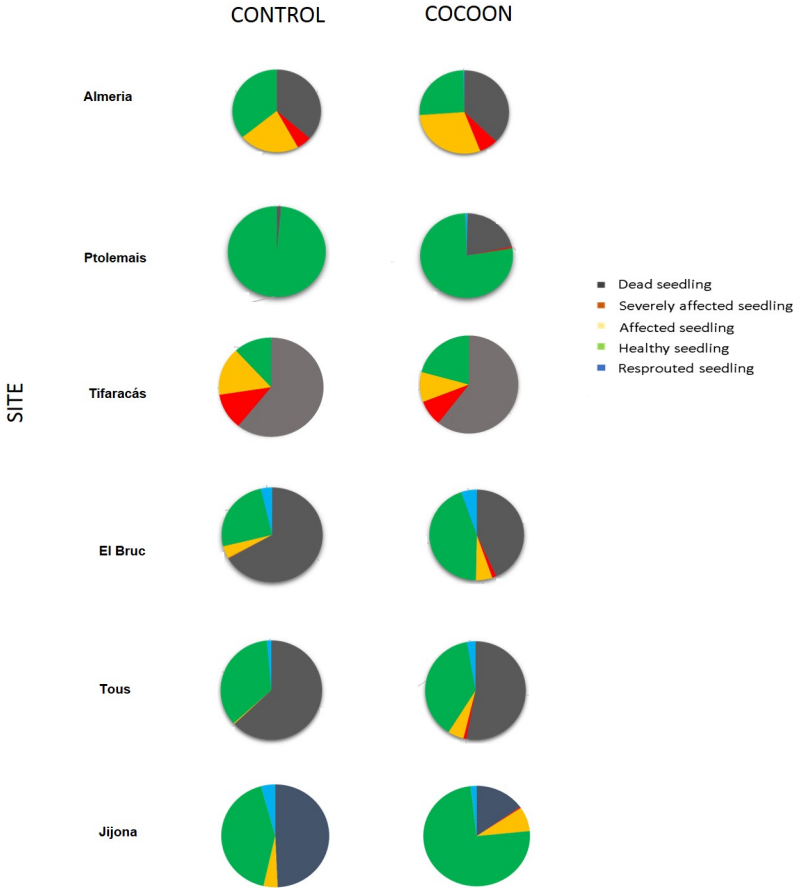 CONTROL COCOON
Almeria
Ptolemais
Tifaracás
El Bruc
Tous
Jijona
SITE
Dead seedling
Severely affected seedling
Affected seedling
Healthy seedling
Resprouted seedling